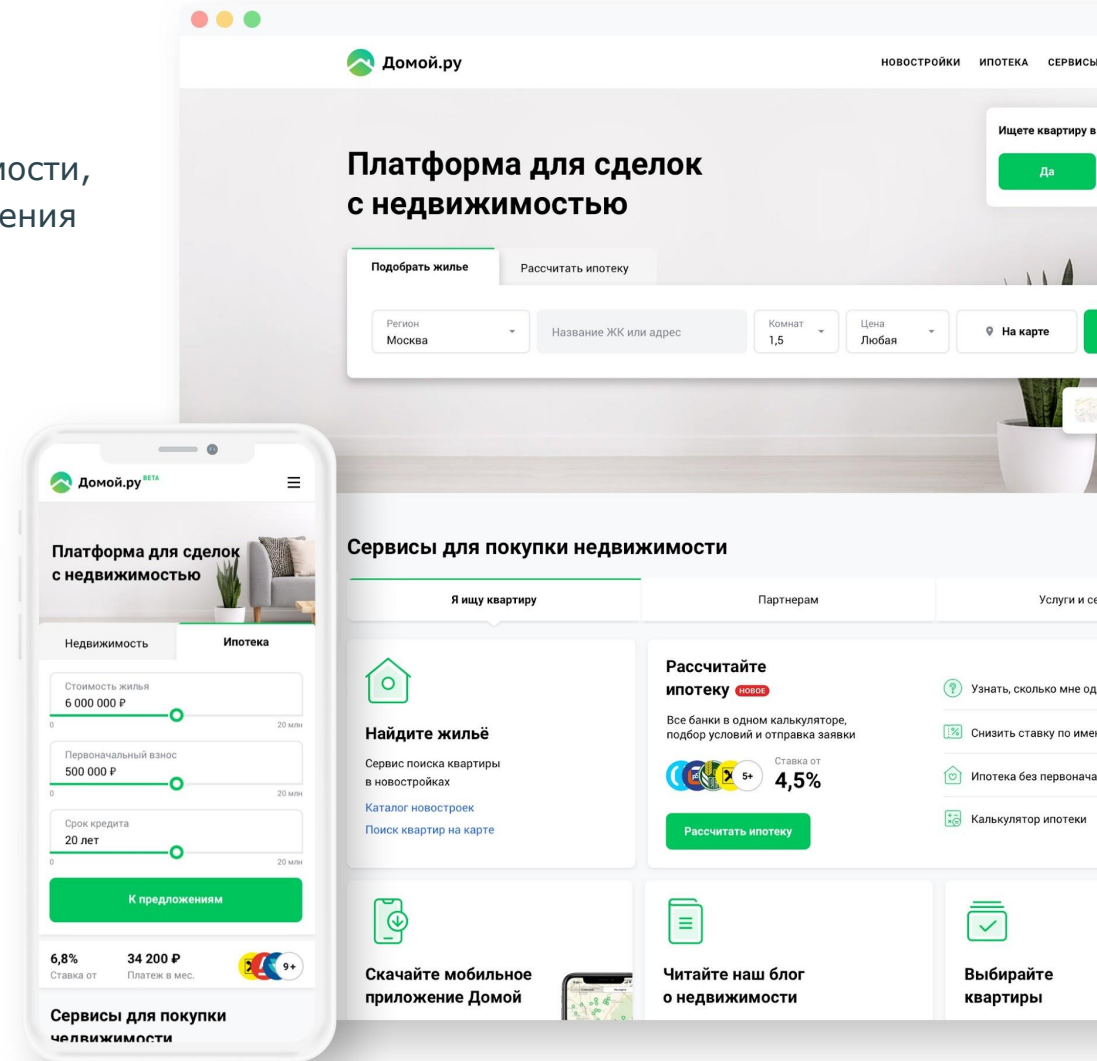 Домой.ру
НОВОСТРОЙКИ ИПОТЕКА СЕРВИСЫ
Ищете квартиру в
Да
Платформа для сделок
с недвижимостью
Подобрать жилье
Рассчитать ипотеку
Регион
Москва
Название ЖК или адрес
Комнат
1,5
Цена
Любая
На карте
Сервисы для покупки недвижимости
Я ищу квартиру
Партнерам
Услуги и
Найдите жильё
Сервис поиска квартиры
в новостройках
Каталог новостроек
Поиск квартир на карте
Рассчитайте
ипотеку НОВОЕ
Все банки в одном калькуляторе,
подбор условий и отправка заявки
5+
Ставка от
4,5%
Рассчитать ипотеку
Узнать, сколько мне
Снизить ставку по
Ипотека без
Калькулятор ипотеки
Скачайте мобильное
приложение Домой
Читайте наш блог
о недвижимости
Выбирайте
квартиры
Домой.ру BETA
Платформа для сделок
с недвижимостью
Недвижимость
Ипотека
Стоимость жилья
6 000 000 ₽
0 20 млн
Первоначальный взнос
500 000 ₽
0 20 млн
Срок кредита
20 лет
0 20 млн
К предложениям
6,8%
Ставка от
34 200 ₽
Платеж в мес.
9+
Сервисы для покупки
недвижимости